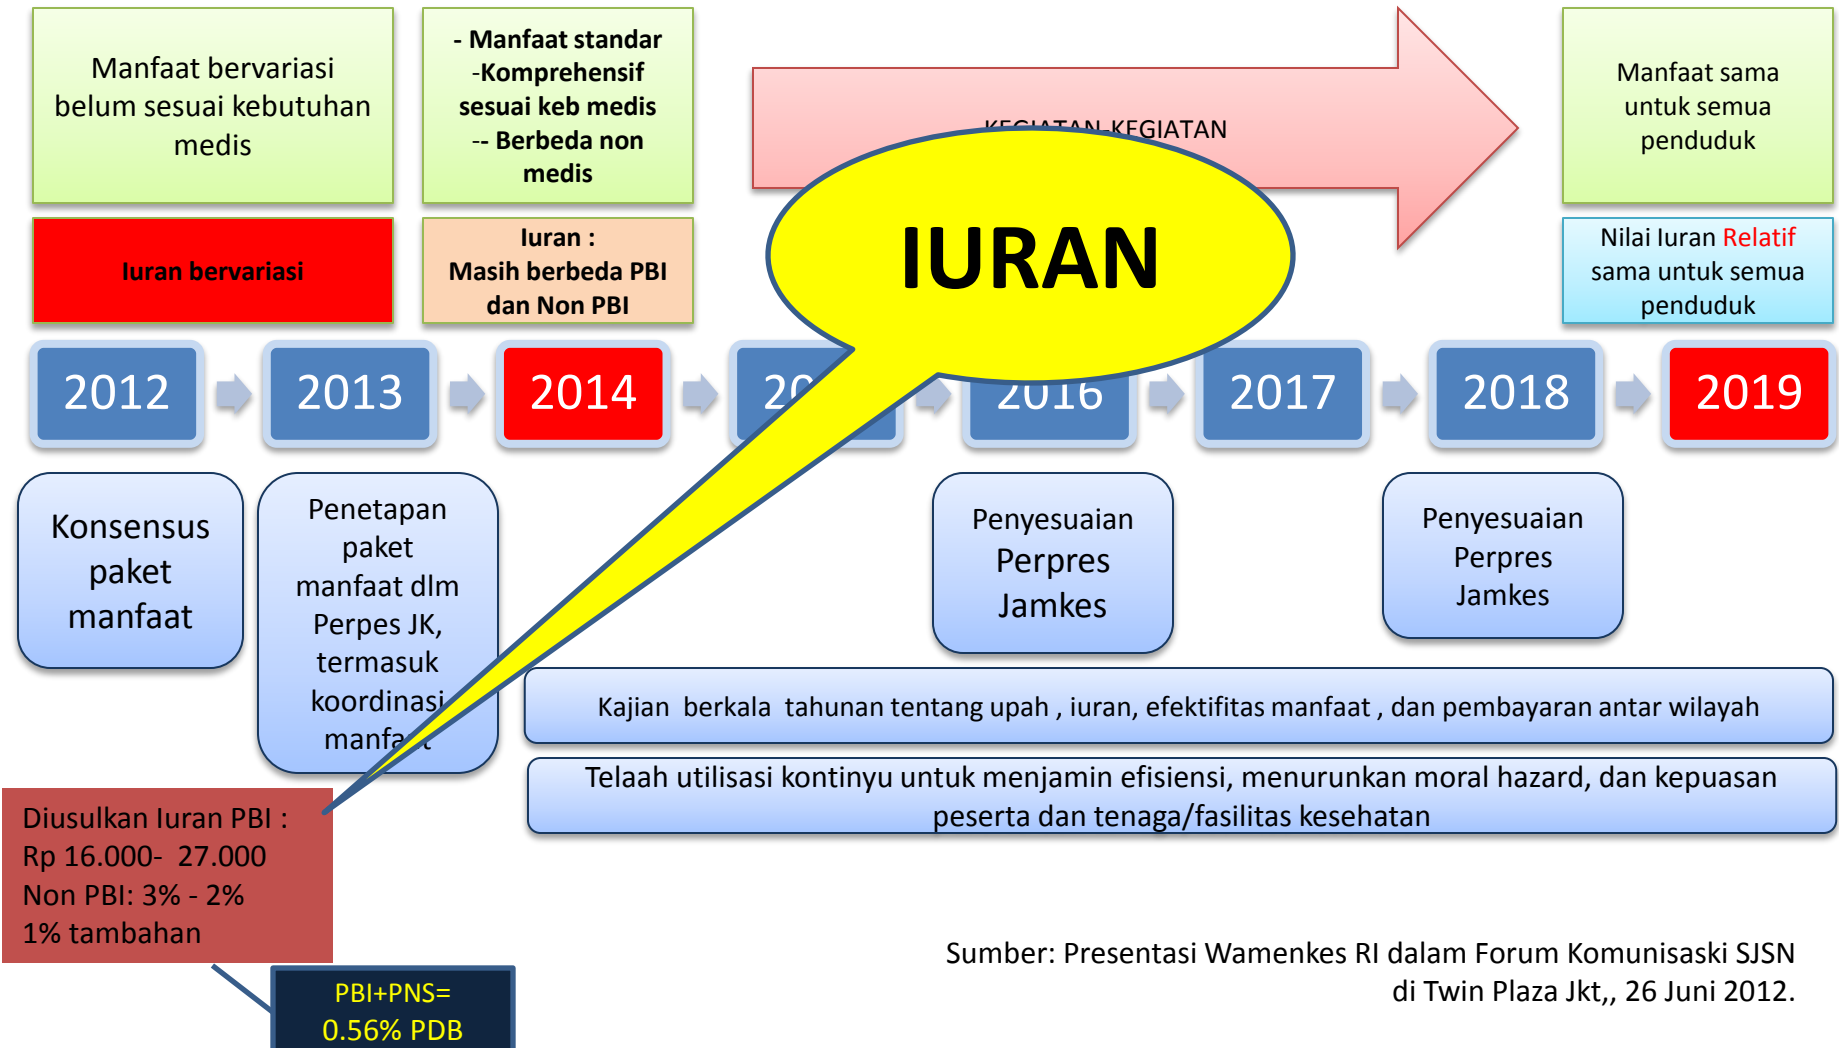 Manfaat bervariasi
belum sesuai kebutuhan
medis
- Manfaat standar
-Komprehensif
sesuai keb medis
-- Berbeda non
medis
KEGIATAN-KEGIATAN
Manfaat sama
untuk semua
penduduk
Iuran bervariasi
Iuran :
Masih berbeda PBI
dan Non PBI
IURAN
Nilai Iuran Relatif
sama untuk semua
penduduk
2012
2013
2014
2016
2017
2018
2019
Konsensus
paket
manfaat
Penetapan
paket
manfaat dlm
Perpes JK,
termasuk
koordinasi
manfaat
Penyesuaian
Perpres
Jamkes
Penyesuaian
Perpres
Jamkes
Kajian  berkala  tahunan tentang upah , iuran, efektifitas manfaat , dan pembayaran antar wilayah
Telaah utilisasi kontinyu untuk menjamin efisiensi, menurunkan moral hazard, dan kepuasan
peserta dan tenaga/fasilitas kesehatan
Diusulkan Iuran PBI :
Rp 16.000-  27.000
Non PBI: 3% - 2%
1% tambahan
PBI+PNS=
0.56% PDB
Sumber: Presentasi Wamenkes RI dalam Forum Komunisaski SJSN
di Twin Plaza Jkt,, 26 Juni 2012.